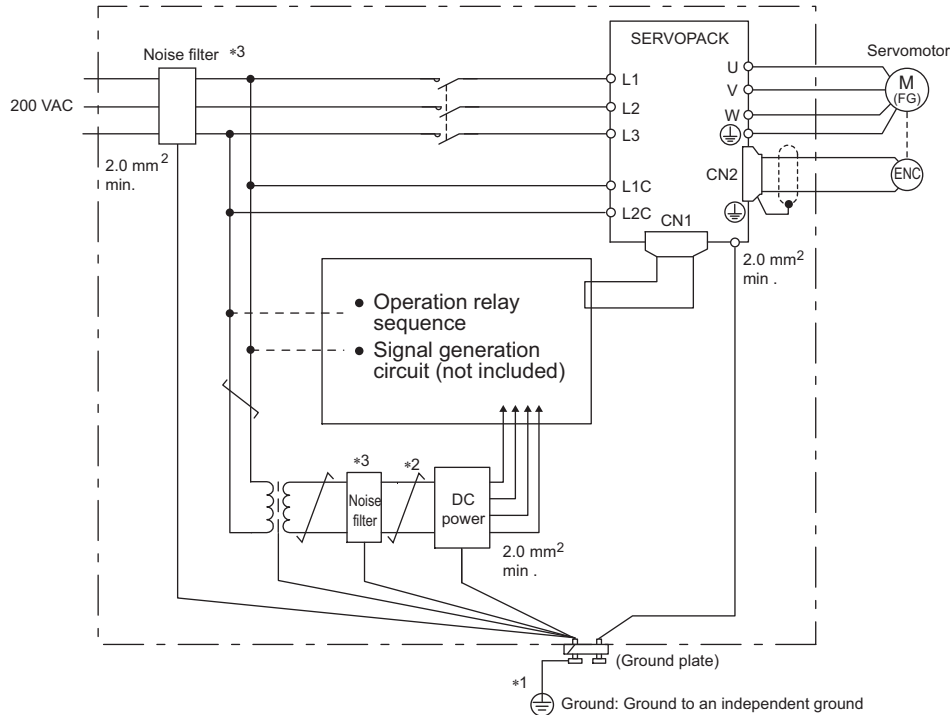 SERVOPACK
Noise filter *3
Servomotor
U
L1
M
(FG)
V
200 VAC
L2
W
L3
2.0 mm2
min.
CN2
ENC
L1C
L2C
CN1
2.0 mm2
min .
● Operation relay
sequence
● Signal generation
circuit (not included)
*3
*2
Noise
filter
DC
power
2.0 mm2
min .
(Ground plate)
*1
Ground: Ground to an independent ground